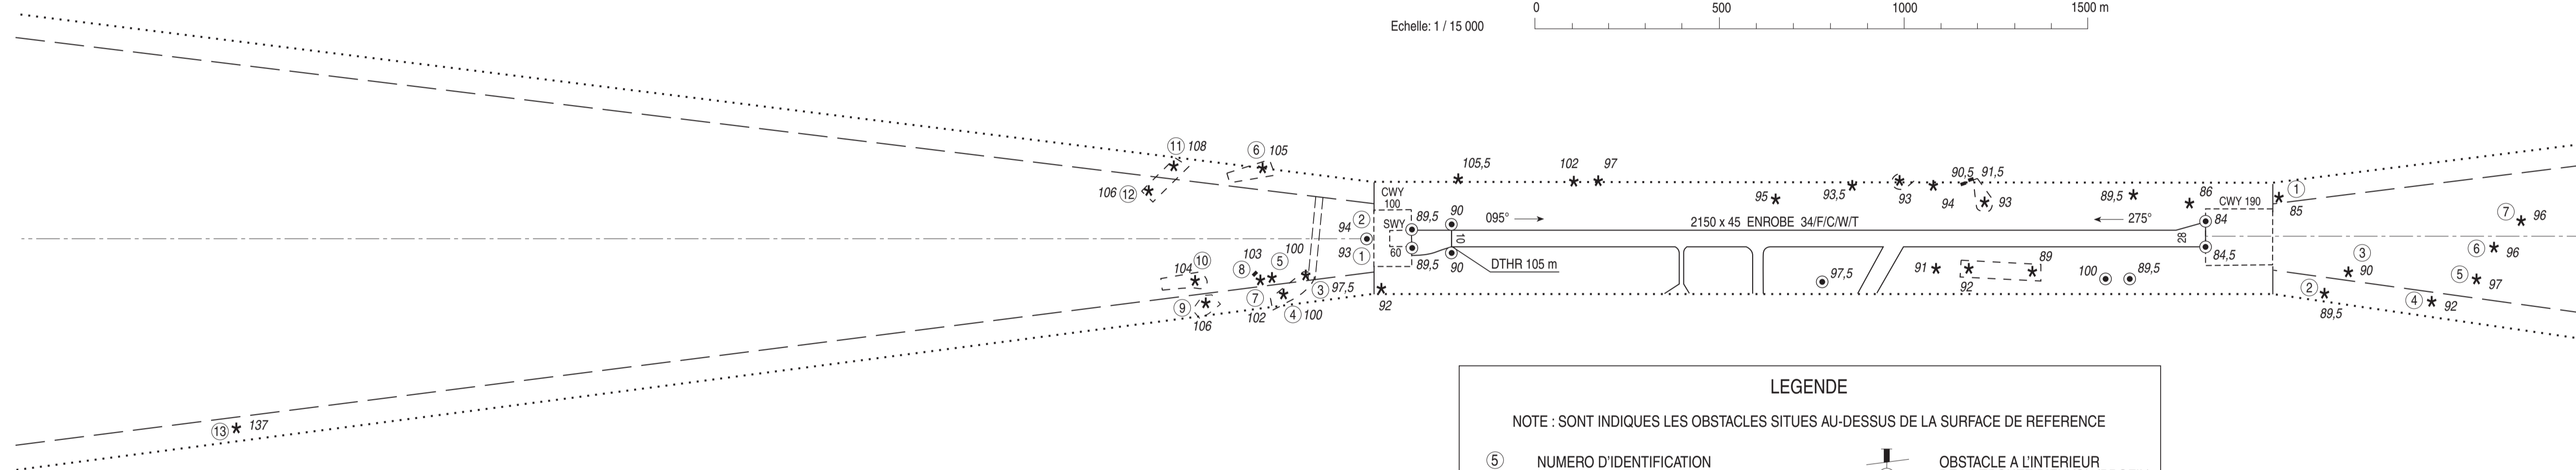 0 500 1000 1500 m
Echelle: 1 / 15 000
11 108 6 105
106 12
105,5 102 97
CWY
100
95 93,5 93 94 90,5 91,5 93
89,5 86 CWY 190 1
85
2 89,5 90 095°
94 SWY
2150 x 45 ENROBE 34/F/C/W/T
275° 84
7 96
93 1 60 10 28
89,5 90
DTHR 105 m
84,5
6 96
104 10 8 103 5 100
3 90
97,5 91 92 89 100 89,5
5 97
9 106 7 102 4 100 3 97,5
92
2 89,5 4 92
13 137
LEGENDE
NOTE : SONT INDIQUES LES OBSTACLES SITUES AU-DESSUS DE LA SURFACE DE REFERENCE
5 NUMERO D'IDENTIFICATION OBSTACLE A L'INTERIEUR